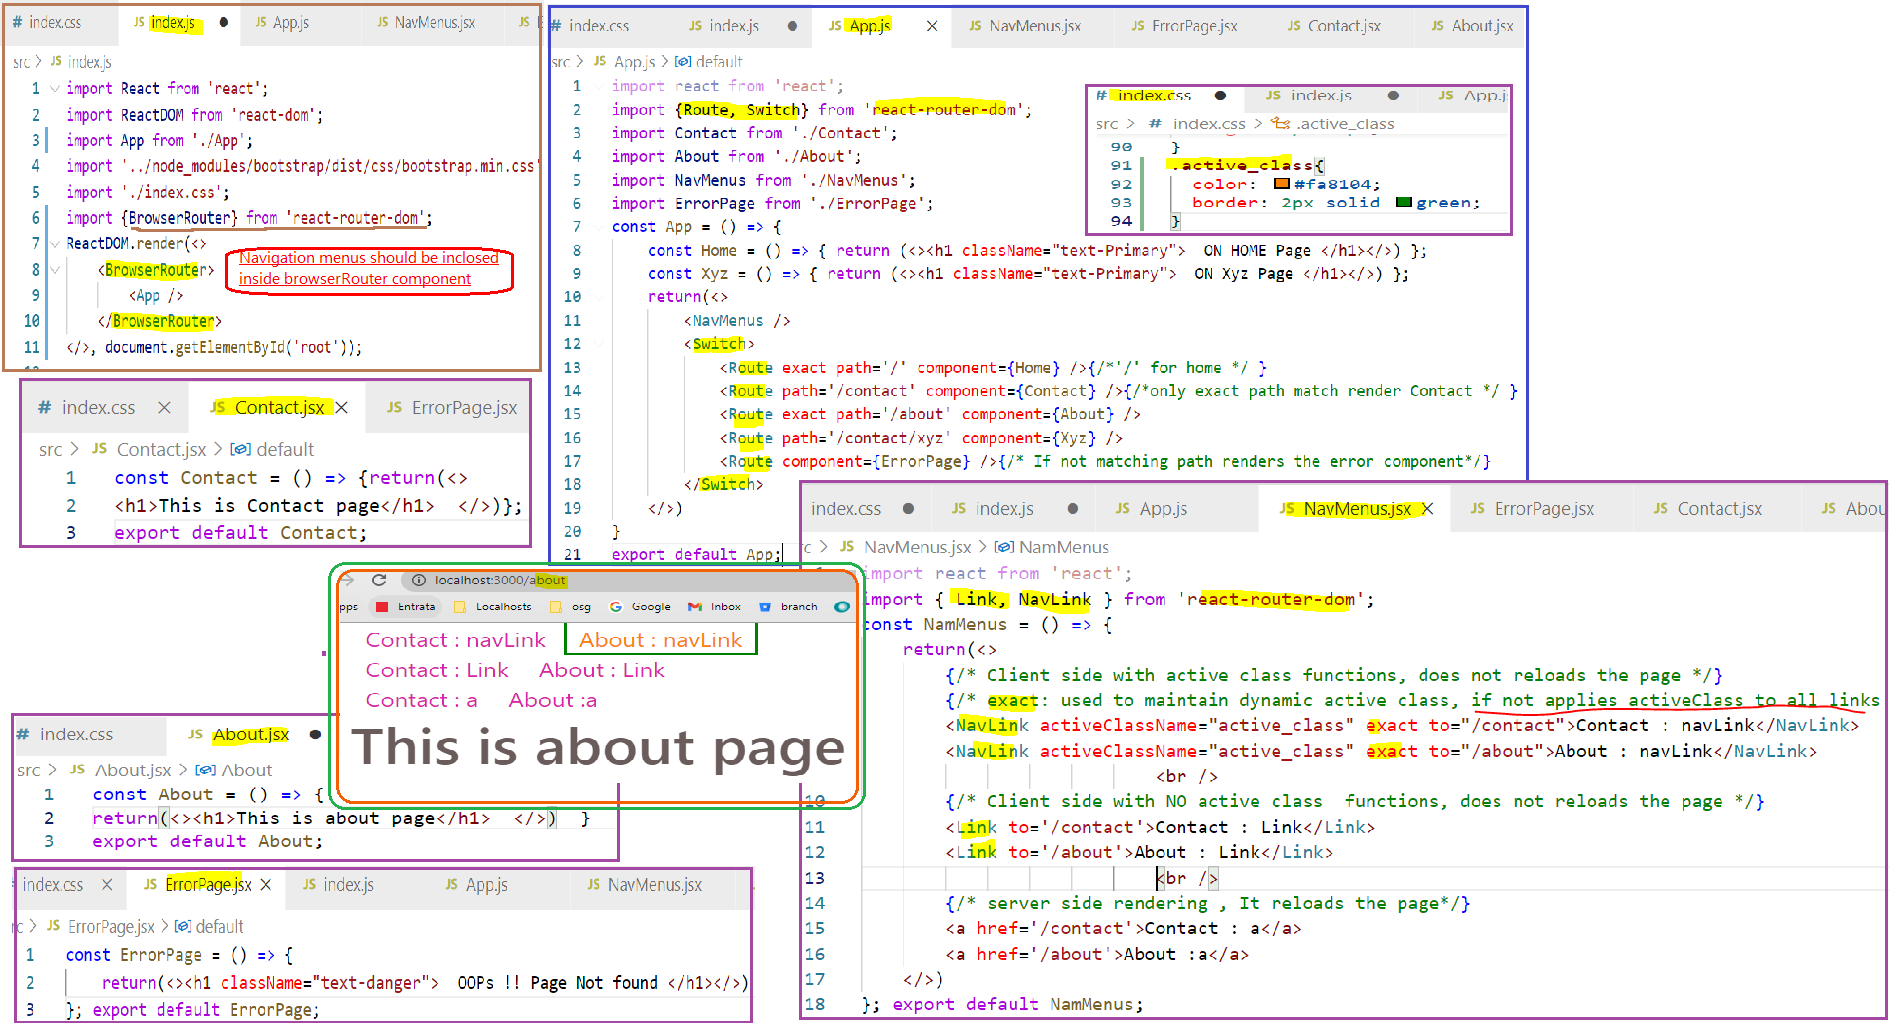 # index.css JS index.js ● JS App.js JS NavMenus.jsx JS
src > JS index.js
1 import React from 'react';
2 import ReactDOM from 'react-dom';
3 import App from './App';
4 import '../node_modules/bootstrap/dist/css/bootstrap.min.css'
5 import './index.css';
6 import {BrowserRouter} from 'react-router-dom';
7 ReactDOM.render(<>
8 <BrowserRouter>
9 <App />
10 </BrowserRouter>
11 </>, document.getElementById('root'));
Navigation menus should be inclosed
inside browserRouter component
# index.css JS index.js ● JS App.js × JS NavMenus.jsx JS ErrorPage.jsx JS Contact.jsx JS About.jsx
src > JS App.js > default
1 import react from 'react';
2 import {Route, Switch} from 'react-router-dom';
3 import Contact from './Contact';
4 import About from './About';
5 import NavMenus from './NavMenus';
6 import ErrorPage from './ErrorPage';
7 const App = () => {
8 const Home = () => { return (<><h1 className="text-Primary"> ON HOME Page </h1></>) };
9 const Xyz = () => { return (<><h1 className="text-Primary"> ON Xyz Page </h1></>) };
10 return(<>
11 <NavMenus />
12 <Switch>
13 <Route exact path='/' component={Home} />{/*'/' for home */ }
14 <Route path='/contact' component={Contact} />{/*only exact path match render Contact */ }
15 <Route exact path='/about' component={About} />
16 <Route path='/contact/xyz' component={Xyz} />
17 <Route component={ErrorPage} />{/* If not matching path renders the error component*/}
18 </Switch>
19 </>)
20 }
21 export default App;
# index.css ● JS index.js ● JS App.j
src > # index.css > .active_class
90 }
91 .active_class{
92 color: #fa8104;
93 border: 2px solid green;
94 }
# index.css × JS Contact.jsx × JS ErrorPage.jsx
src > JS Contact.jsx > default
1 const Contact = () => {return(<>
2 <h1>This is Contact page</h1> </>)};
3 export default Contact;
index.css ● JS index.js ● JS App.js JS NavMenus.jsx × JS ErrorPage.jsx JS Contact.jsx JS Abou
rc > JS NavMenus.jsx > NamMenus
import react from 'react';
import { Link, NavLink } from 'react-router-dom';
const NamMenus = () => {
return(<>
{/* Client side with active class functions, does not reloads the page */}
{/* exact: used to maintain dynamic active class, if not applies activeClass to all links
<NavLink activeClassName="active_class" exact to="/contact">Contact : navLink</NavLink>
<NavLink activeClassName="active_class" exact to="/about">About : navLink</NavLink>
<br />
10 {/* Client side with NO active class functions, does not reloads the page */}
11 <Link to='/contact'>Contact : Link</Link>
12 <Link to='/about'>About : Link</Link>
13 <br />
14 {/* server side rendering , It reloads the page*/}
15 <a href='/contact'>Contact : a</a>
16 <a href='/about'>About :a</a>
17 </>)
18 }; export default NamMenus;
localhost:3000/about
pps Entrata Localhosts osg Google Inbox branch
Contact : navLink About : navLink
Contact : Link About : Link
Contact : a About :a
This is about page
# index.css JS About.jsx ●
src > JS About.jsx > About
1 const About = () => {
2 return(<><h1>This is about page</h1> </>) }
3 export default About;
index.css × JS ErrorPage.jsx × JS index.js JS App.js JS NavMenus.jsx
rc > JS ErrorPage.jsx > default
1 const ErrorPage = () => {
2 return(<><h1 className="text-danger"> OOPs !! Page Not found </h1></>)
3 }; export default ErrorPage;